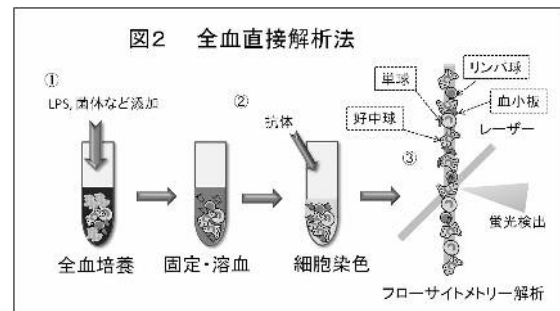 図2 全血直接解析法
①
LPS, 菌体など添加
②
抗体
③
リンパ球
単球
血小板
好中球
レーザー
蛍光検出
全血培養
固定・溶血
細胞染色
フローサイトメトリー解析